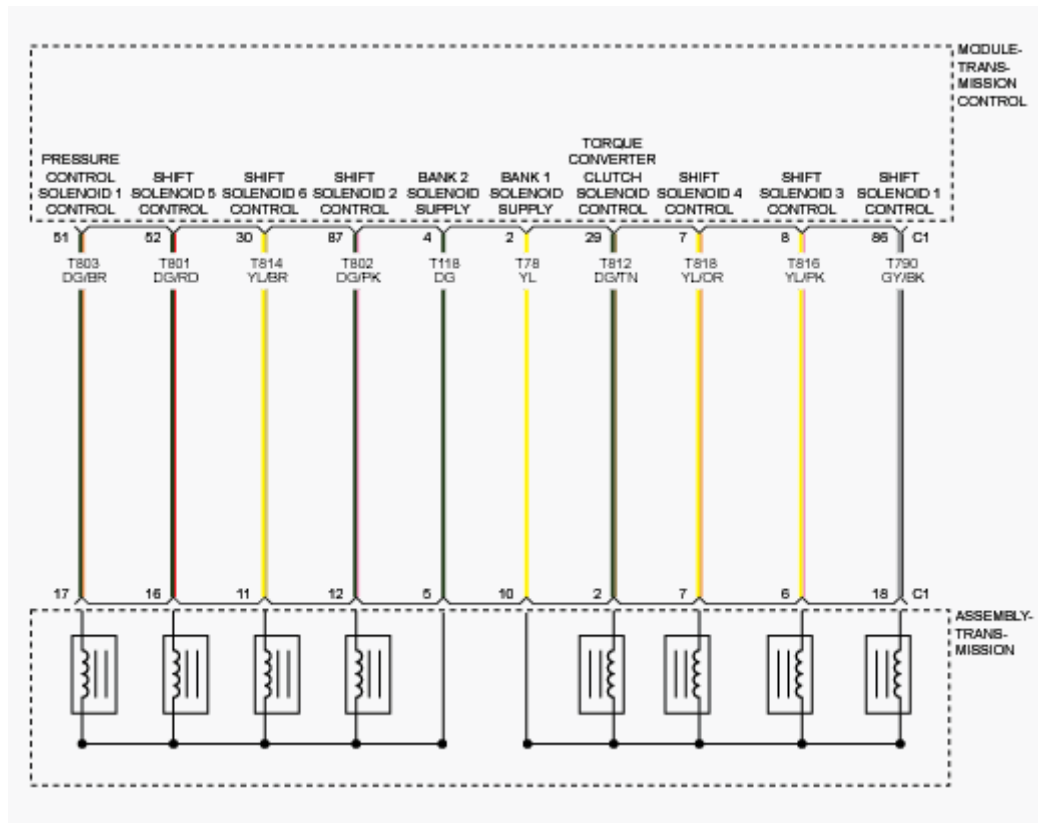 MODULE-
TRANS-
MISSION
CONTROL
PRESSURE
CONTROL
SOLENOID 1
CONTROL
SHIFT
SOLENOID 5
CONTROL
SHIFT
SOLENOID 6
CONTROL
SHIFT
SOLENOID 2
CONTROL
BANK 2
SOLENOID
SUPPLY
BANK 1
SOLENOID
SUPPLY
TORQUE
CONVERTER
CLUTCH
SOLENOID
CONTROL
SHIFT
SOLENOID 4
CONTROL
SHIFT
SOLENOID 3
CONTROL
SHIFT
SOLENOID 1
CONTROL
51 52 30 87 4 2 29 7 8 86 C1
T803 T801 T814 T802 T118 T78 T812 T818 T816 T790
DG/BR DG/RD YL/BR DG/PK DG YL DG/TN YL/OR YL/PK GY/BK
17 16 11 12 5 10 2 7 6 18 C1
ASSEMBLY-
TRANS-
MISSION